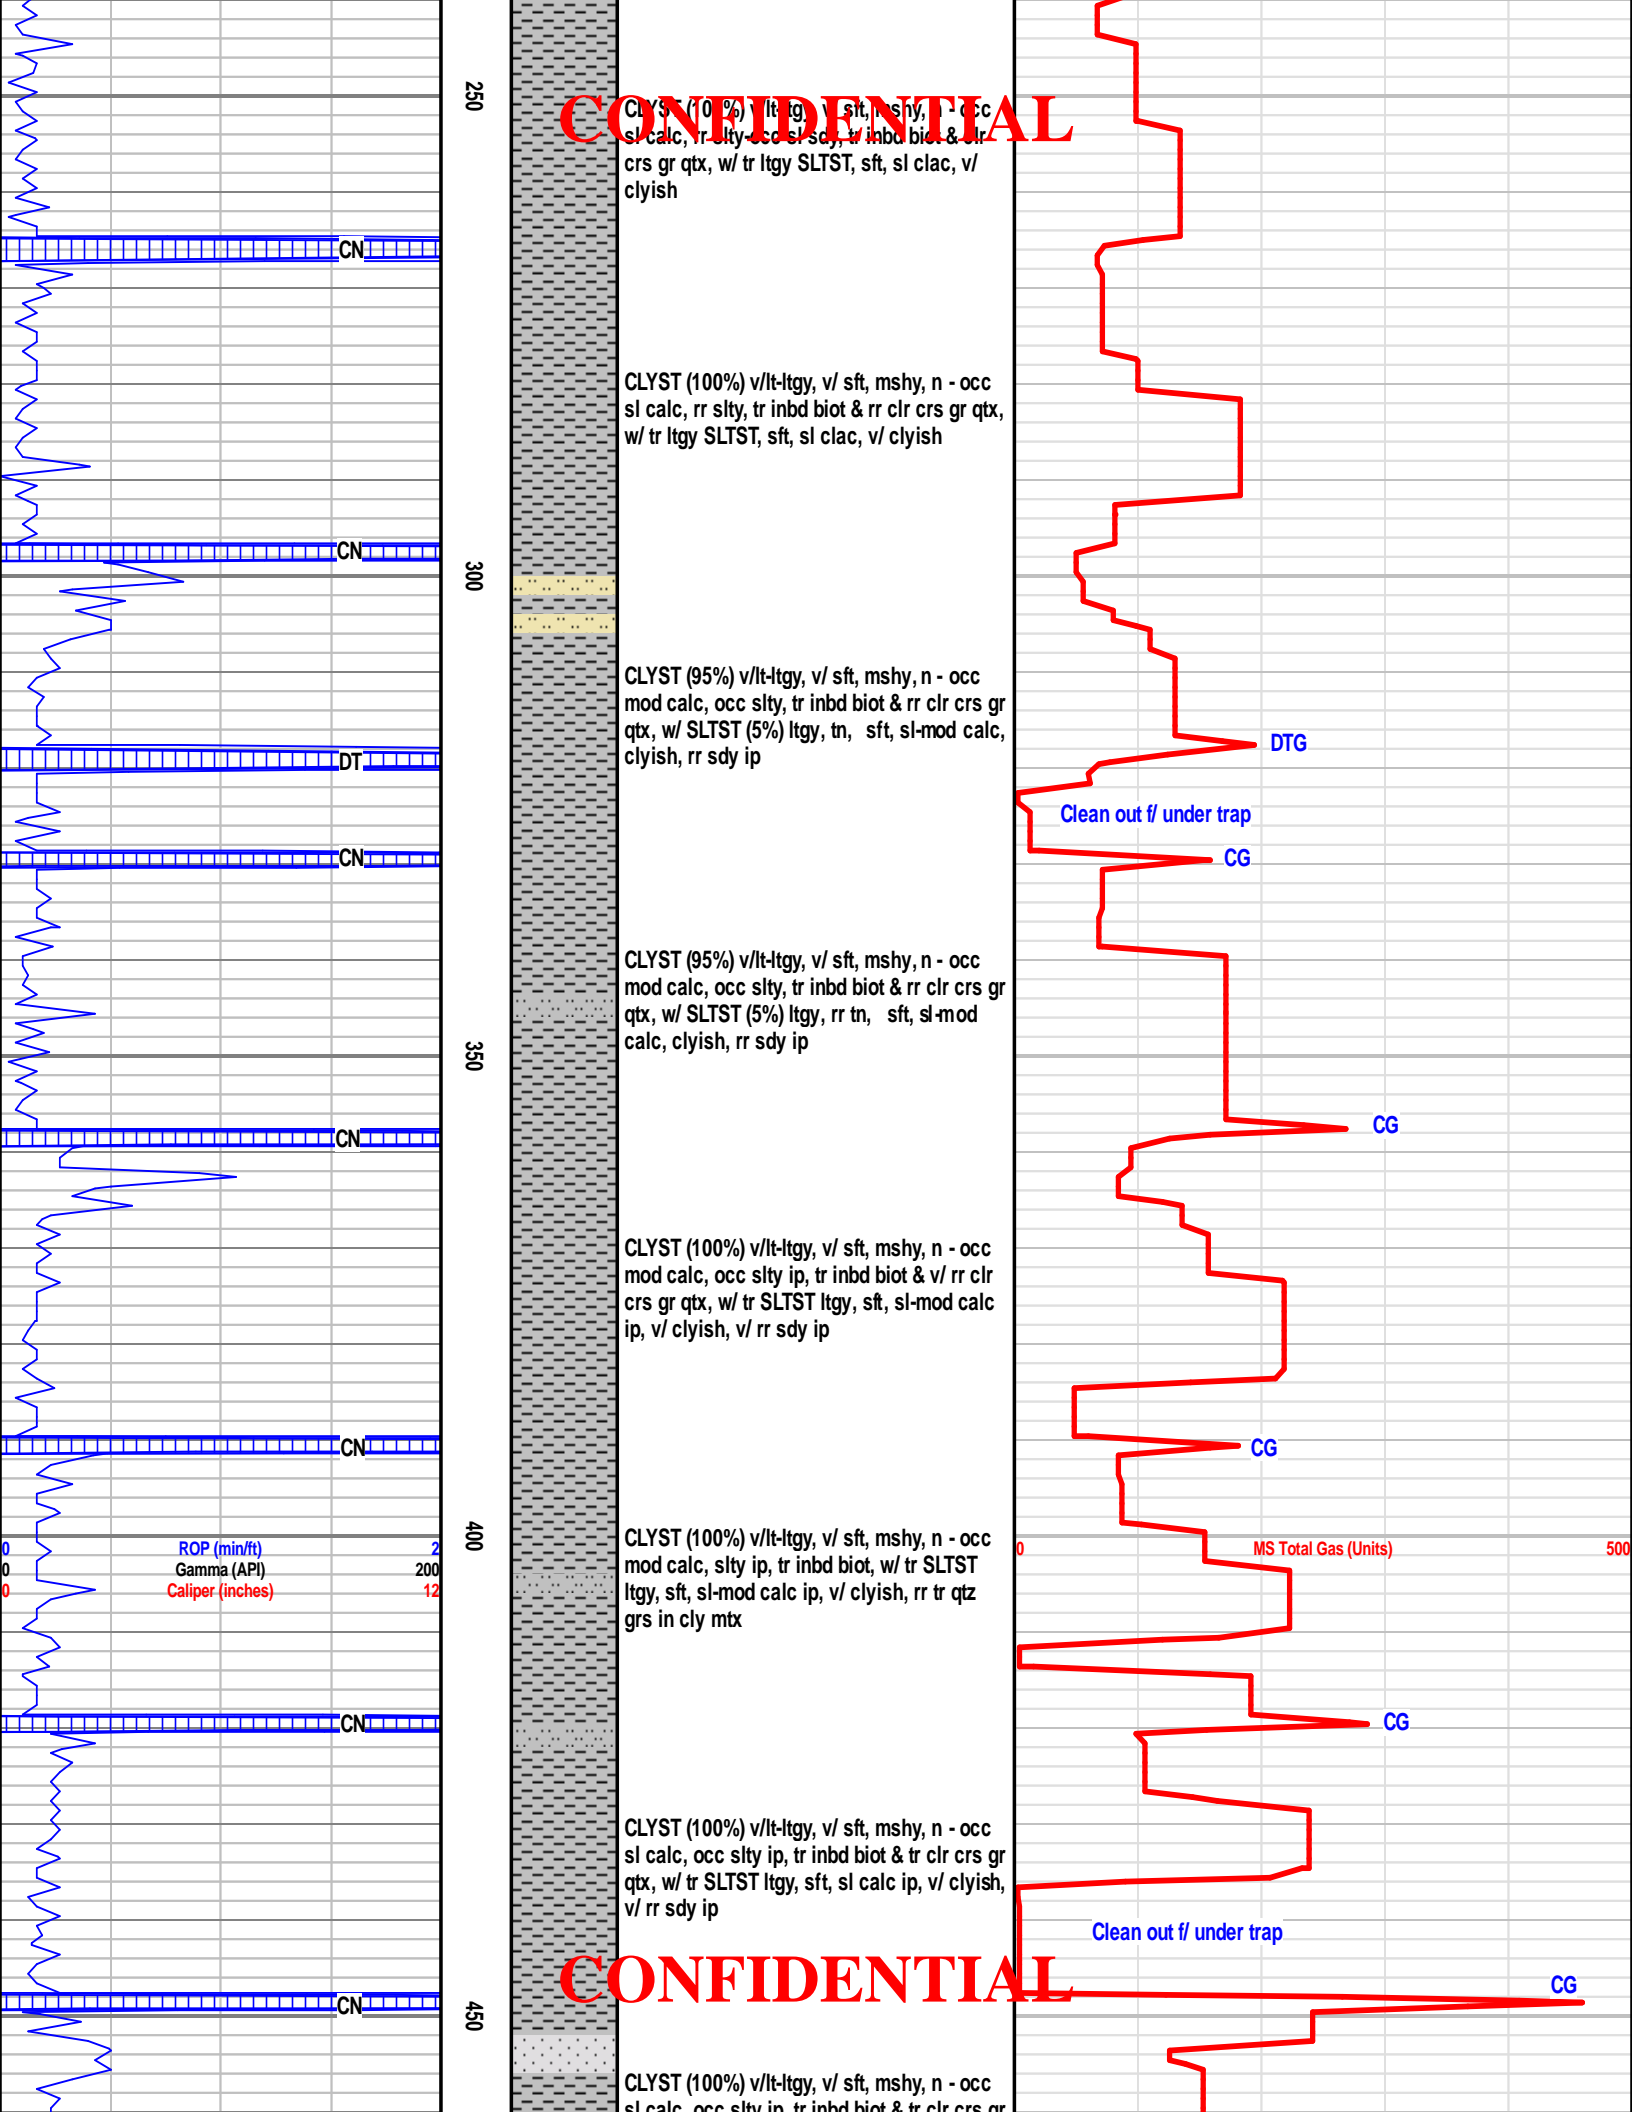 250
CONFIDENTIAL
CLYST (100%) v/lt-ltgy, v/ sft, mshy, n - occ
sl calc, rr slty-occ sl sdy, tr inbd biot & clr
crs gr qtx, w/ tr ltgy SLTST, sft, sl clac, v/
clyish
CN
CLYST (100%) v/lt-ltgy, v/ sft, mshy, n - occ
sl calc, rr slty, tr inbd biot & rr clr crs gr qtx,
w/ tr ltgy SLTST, sft, sl clac, v/ clyish
CN
300
CLYST (95%) v/lt-ltgy, v/ sft, mshy, n - occ
mod calc, occ slty, tr inbd biot & rr clr crs gr
qtx, w/ SLTST (5%) ltgy, tn, sft, sl-mod calc,
clyish, rr sdy ip
DTG
DT
Clean out f/ under trap
CN
CG
CLYST (95%) v/lt-ltgy, v/ sft, mshy, n - occ
mod calc, occ slty, tr inbd biot & rr clr crs gr
qtx, w/ SLTST (5%) ltgy, rr tn, sft, sl-mod
calc, clyish, rr sdy ip
350
CG
CN
CLYST (100%) v/lt-ltgy, v/ sft, mshy, n - occ
mod calc, occ slty ip, tr inbd biot & v/ rr clr
crs gr qtx, w/ tr SLTST ltgy, sft, sl-mod calc
ip, v/ clyish, v/ rr sdy ip
CN
CG
400
0 ROP (min/ft) 2
0 Gamma (API) 200
0 Caliper (inches) 12
CLYST (100%) v/lt-ltgy, v/ sft, mshy, n - occ
mod calc, slty ip, tr inbd biot, w/ tr SLTST
ltgy, sft, sl-mod calc ip, v/ clyish, rr tr qtz
grs in cly mtx
0 MS Total Gas (Units) 500
CN
CG
CLYST (100%) v/lt-ltgy, v/ sft, mshy, n - occ
sl calc, occ slty ip, tr inbd biot & tr clr crs gr
qtx, w/ tr SLTST ltgy, sft, sl calc ip, v/ clyish,
v/ rr sdy ip
Clean out f/ under trap
CONFIDENTIAL
CG
CN
450
CLYST (100%) v/lt-ltgy, v/ sft, mshy, n - occ
sl calc, occ slty ip, tr inbd biot & tr clr crs gr